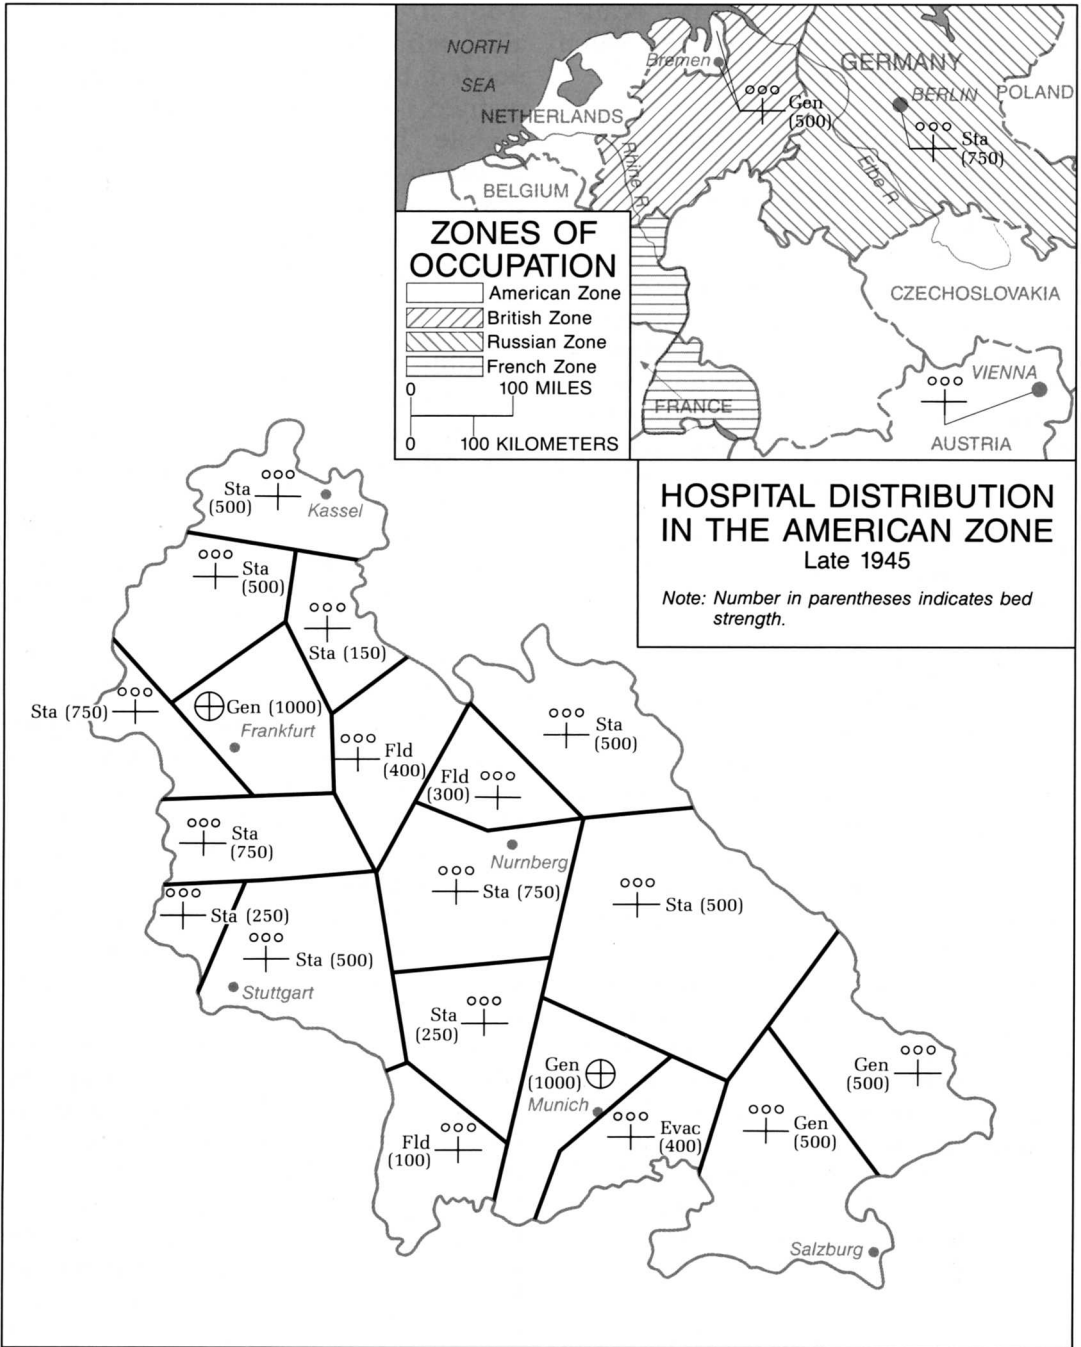 NORTH
SEA
Bremen
GERMANY
NETHERLANDS
Gen
(500)
BERLIN
POLAND
Sta
(750)
Rhine R
Elbe R
BELGIUM
ZONES OF
OCCUPATION
American Zone
British Zone
Russian Zone
French Zone
0 100 MILES
0 100 KILOMETERS
CZECHOSLOVAKIA
VIENNA
FRANCE
AUSTRIA
HOSPITAL DISTRIBUTION
IN THE AMERICAN ZONE
Late 1945
Note: Number in parentheses indicates bed
strength.
Sta
(500)
Kassel
Sta
(500)
Sta (150)
Sta (750)
Gen (1000)
Frankfurt
Fld
(400)
Fld
(300)
Sta
(500)
Sta
(750)
Nurnberg
Sta (750)
Sta (500)
Sta (250)
Sta (500)
Stuttgart
Sta
(250)
Gen
(1000)
Munich
Gen
(500)
Fld
(100)
Evac
(400)
Gen
(500)
Salzburg